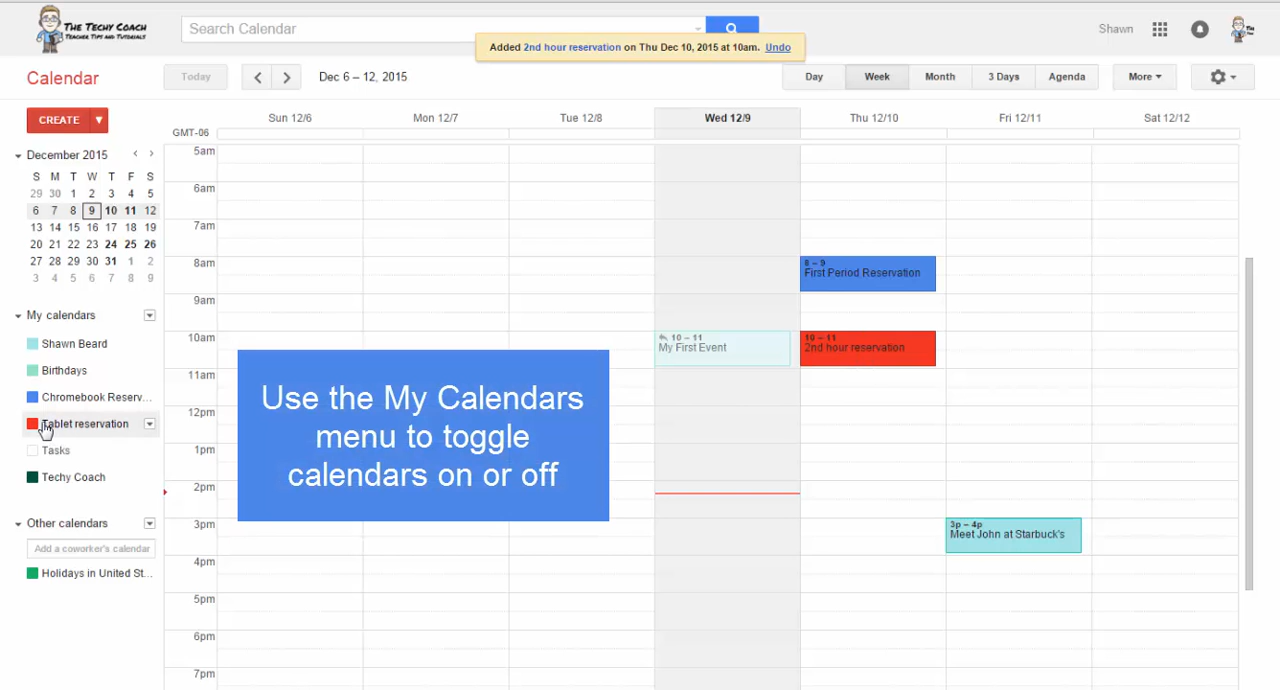 THE TECHY COACH
TEACHER TIPS AND TUTORIALS
Search Calendar
Shawn
Added 2nd hour reservation on Thu Dec 10, 2015 at 10am. Undo
Calendar
Today
Dec 6 – 12, 2015
Day
Week
Month
3 Days
Agenda
More
CREATE
Sun 12/6
Mon 12/7
Tue 12/8
Wed 12/9
Thu 12/10
Fri 12/11
Sat 12/12
GMT-06
December 2015
S M T W T F S
29 30 1 2 3 4 5
6 7 8 9 10 11 12
13 14 15 16 17 18 19
20 21 22 23 24 25 26
27 28 29 30 31 1 2
3 4 5 6 7 8 9
My calendars
Shawn Beard
Birthdays
Chromebook Reserv...
Tablet reservation
Tasks
Techy Coach
Other calendars
Add a coworker's calendar
Holidays in United St...
5am
6am
7am
8am
9am
10am
11am
12pm
1pm
2pm
3pm
4pm
5pm
6pm
7pm
8 – 9
First Period Reservation
10 – 11
My First Event
10 – 11
2nd hour reservation
3p – 4p
Meet John at Starbuck's
Use the My Calendars
menu to toggle
calendars on or off